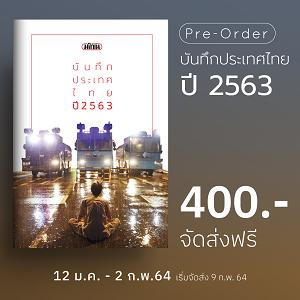 มติชน
บันทึก
ประเทศ
ไทย
ปี2563
Pre-Order
บันทึกประเทศไทย
ปี 2563
400.-
จัดส่งฟรี
12 ม.ค. - 2 ก.พ.64 เริ่มจัดส่ง 9 ก.พ. 64